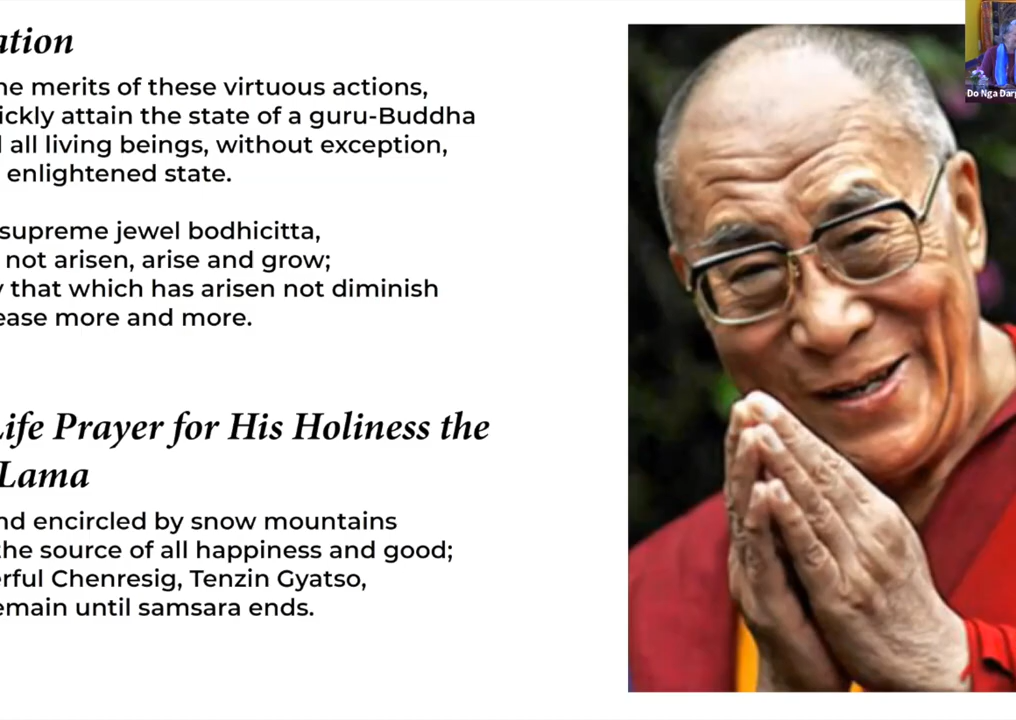 ation
he merits of these virtuous actions,
ickly attain the state of a guru-Buddha
all living beings, without exception,
enlightened state.
supreme jewel bodhicitta,
not arisen, arise and grow;
y that which has arisen not diminish
ease more and more.
Life Prayer for His Holiness the
Lama
nd encircled by snow mountains
the source of all happiness and good;
erful Chenresig, Tenzin Gyatso,
emain until samsara ends.
Do Nga Darg